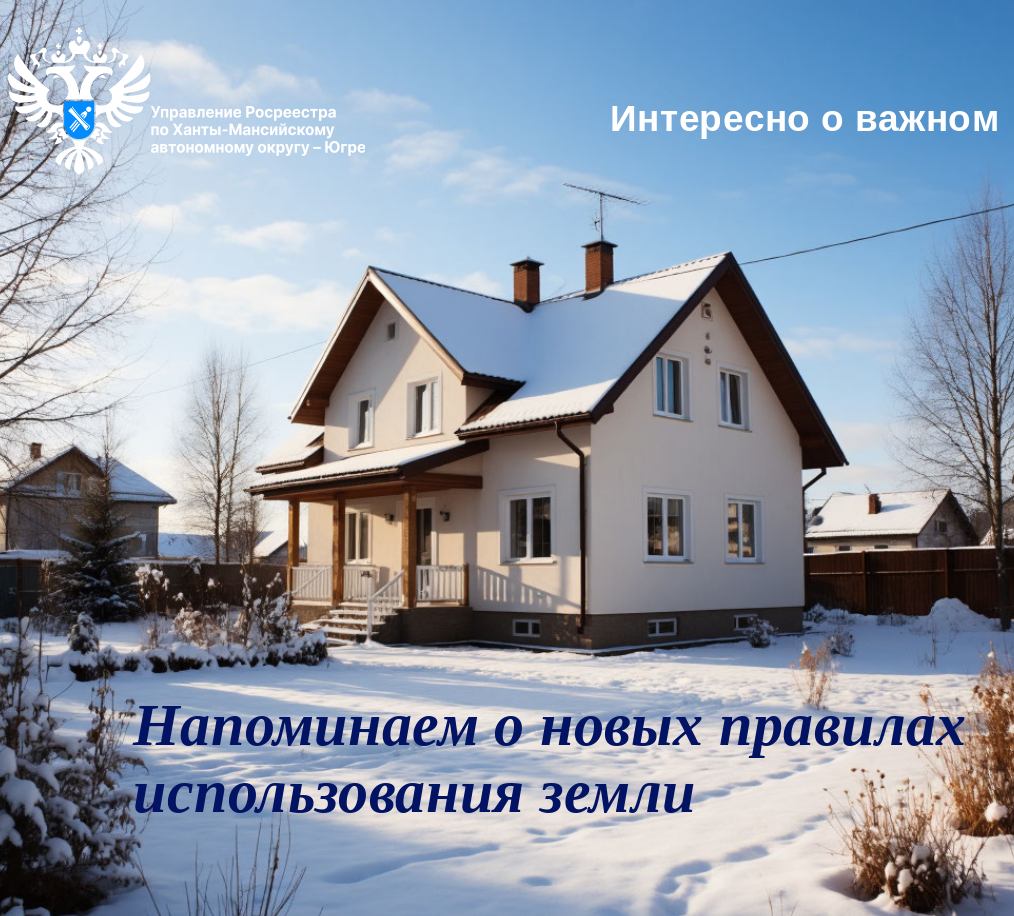 Управление Росреестра
по Ханты-Мансийскому
автономному округу – Югре
Интересно о важном
Напоминаем о новых правилах
использования земли